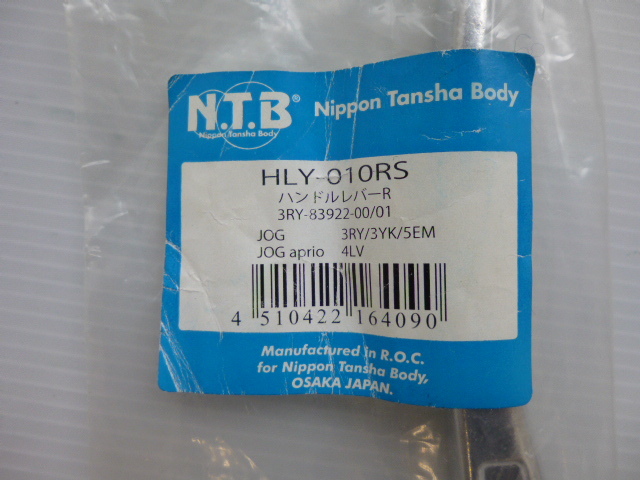 N.T.B®
Nippon Tansha Body
Nippon Tansha Body
HLY-010RS
ハンドルレバーR
3RY-83922-00/01
JOG 3RY/3YK/5EM
JOG aprio 4LV
4 510422 164090
Manufactured in R.O.C.
for Nippon Tansha Body,
OSAKA JAPAN.